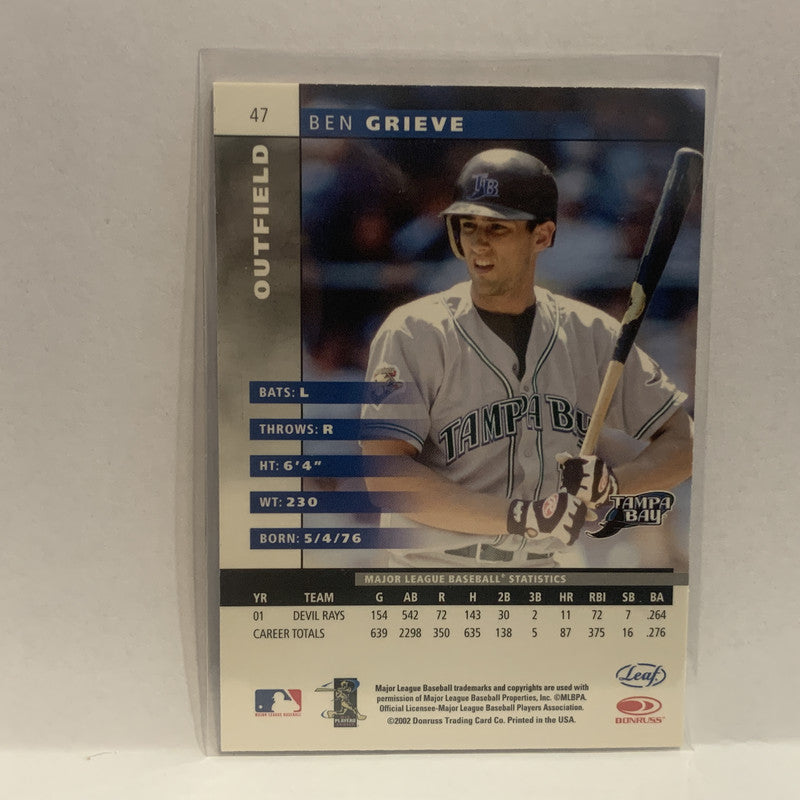 47
BEN GRIEVE
OUTFIELD
TB
TAMPA BAY
BATS: L
THROWS: R
HT: 6'4"
WT: 230
BORN: 5/4/76
TAMPA
BAY
MAJOR LEAGUE BASEBALL® STATISTICS
YR TEAM G AB R H 2B 3B HR RBI SB BA
01 DEVIL RAYS 154 542 72 143 30 2 11 72 7 .264
CAREER TOTALS 639 2298 350 635 138 5 87 375 16 .276
Major League Baseball trademarks and copyrights are used with
permission of Major League Baseball Properties, Inc. ©MLBPA.
Official Licensee-Major League Baseball Players Association.
©2002 Donruss Trading Card Co. Printed in the USA.
MAJOR LEAGUE BASEBALL
PLAYERS
Leaf
DONRUSS